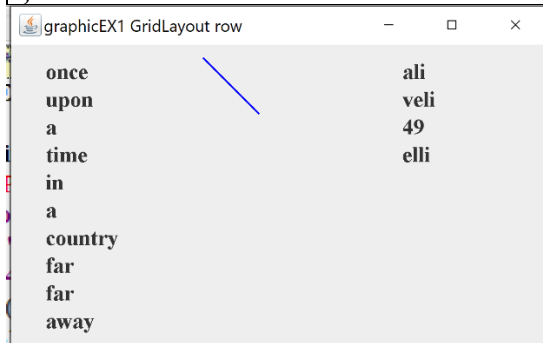 graphicEX1 GridLayout row
once
upon
a
time
in
a
country
far
far
away
ali
veli
49
elli